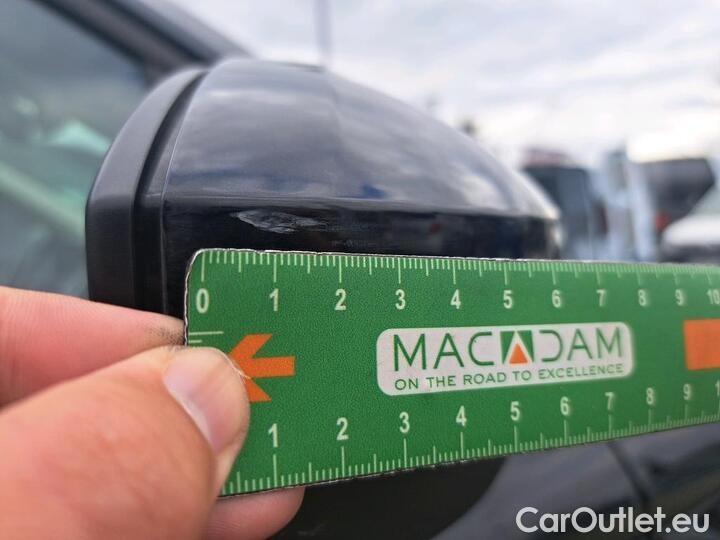 0 1 2 3 4 5 6 7 8 9 10
MACADAM
ON THE ROAD TO EXCELLENCE
1 2 3 4 5 6 7 8 9
CarOutlet.eu